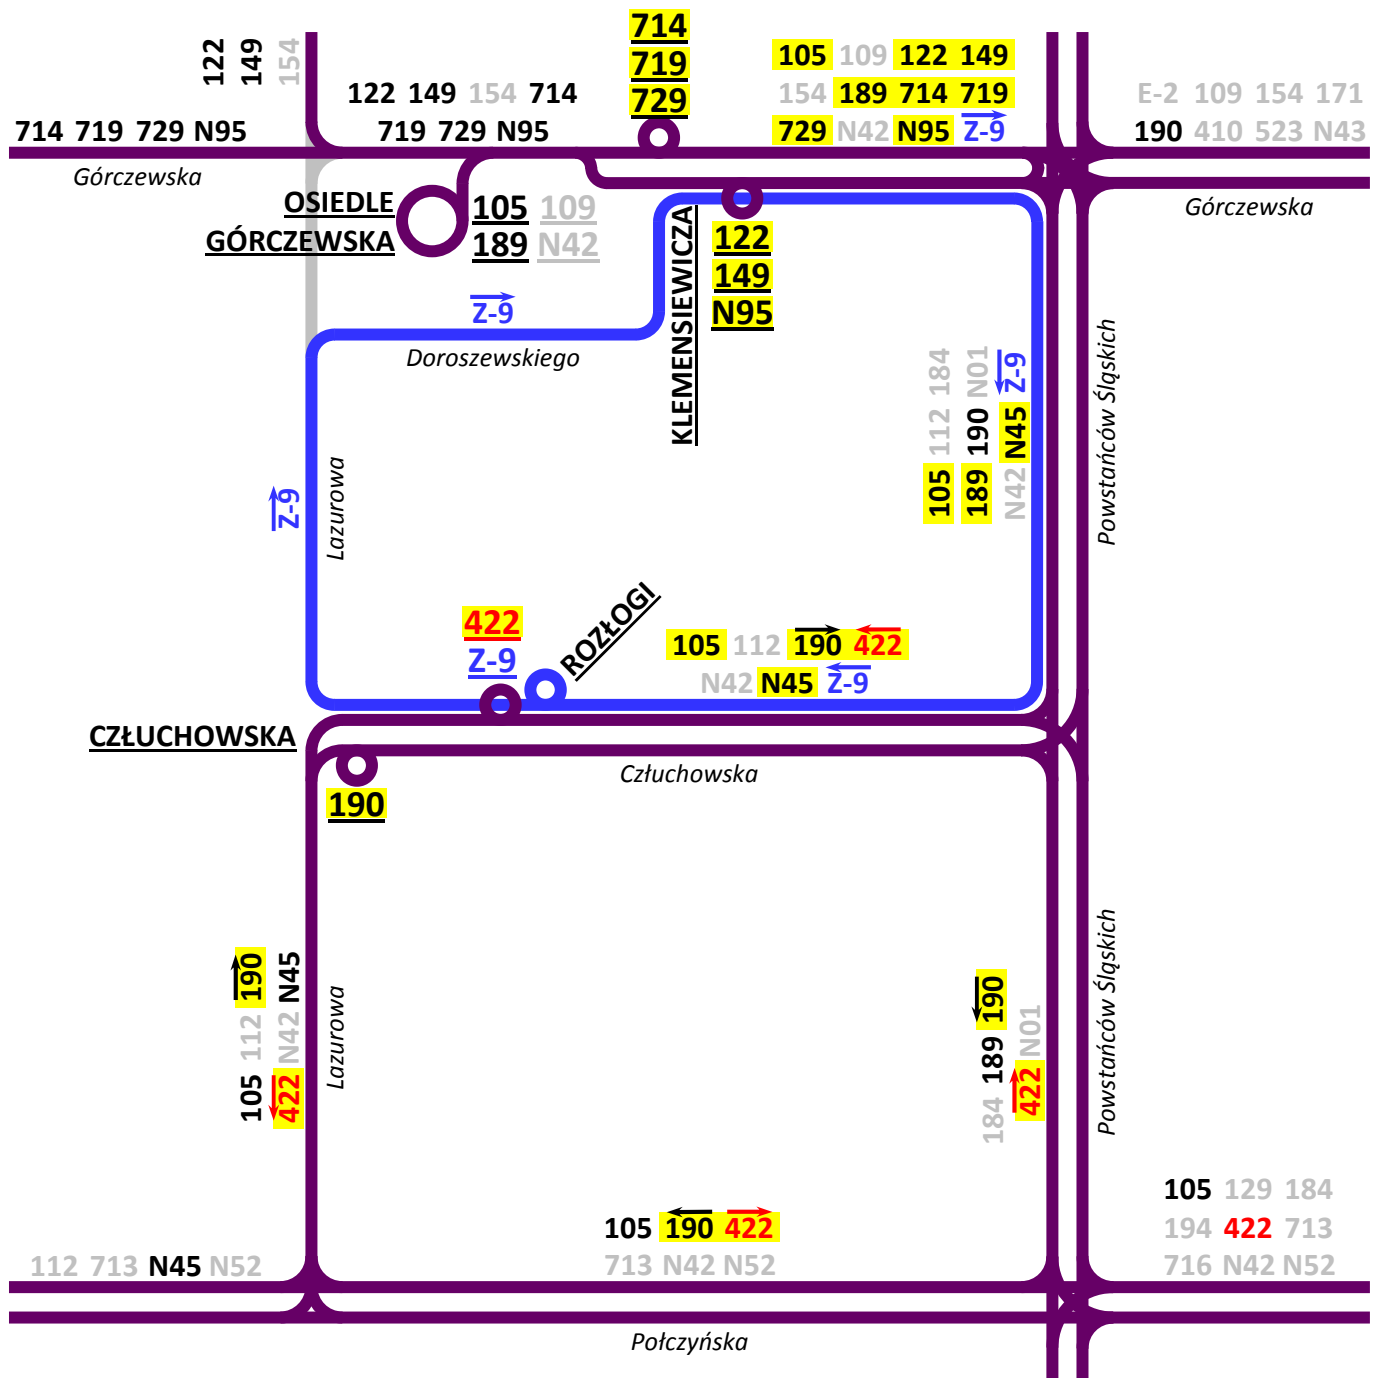 122
149
154
122 149 154 714
719 729 N95
714
719
729
105 109 122 149
154 189 714 719
729 N42 N95 Z-9
E-2 109 154 171
190 410 523 N43
714 719 729 N95
Górczewska
OSIEDLE
GÓRCZEWSKA
105 109
189 N42
KLEMENSIEWICZA
122
149
N95
Górczewska
Z-9
Doroszewskiego
105 112 184
189 190 N01
N42 N45 Z-9
Powstańców Śląskich
Z-9
Lazurowa
422
Z-9
ROZŁOGI
105 112 190 422
N42 N45 Z-9
CZŁUCHOWSKA
190
Człuchowska
105 112 190
422 N42 N45
Lazurowa
184 189 190
422 N01
Powstańców Śląskich
105 190 422
713 N42 N52
105 129 184
194 422 713
716 N42 N52
112 713 N45 N52
Połczyńska